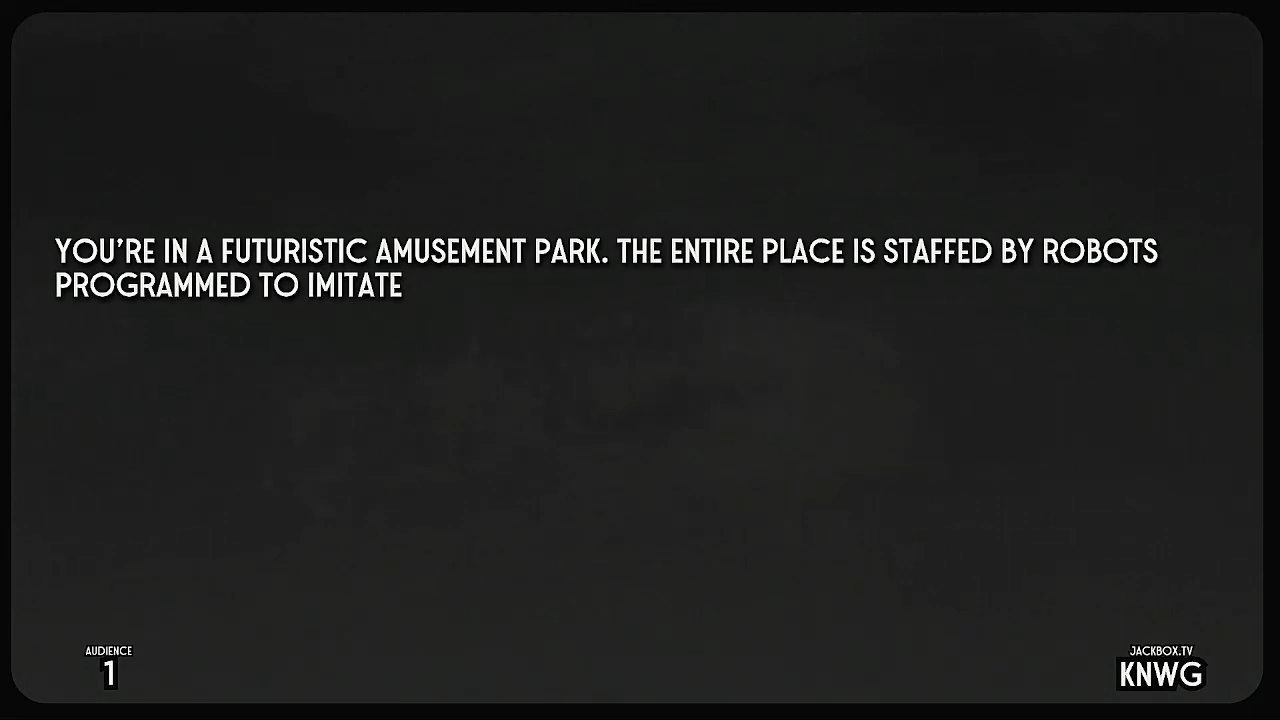 YOU'RE IN A FUTURISTIC AMUSEMENT PARK. THE ENTIRE PLACE IS STAFFED BY ROBOTS
PROGRAMMED TO IMITATE
AUDIENCE
1
JACKBOX.TV
KNWG